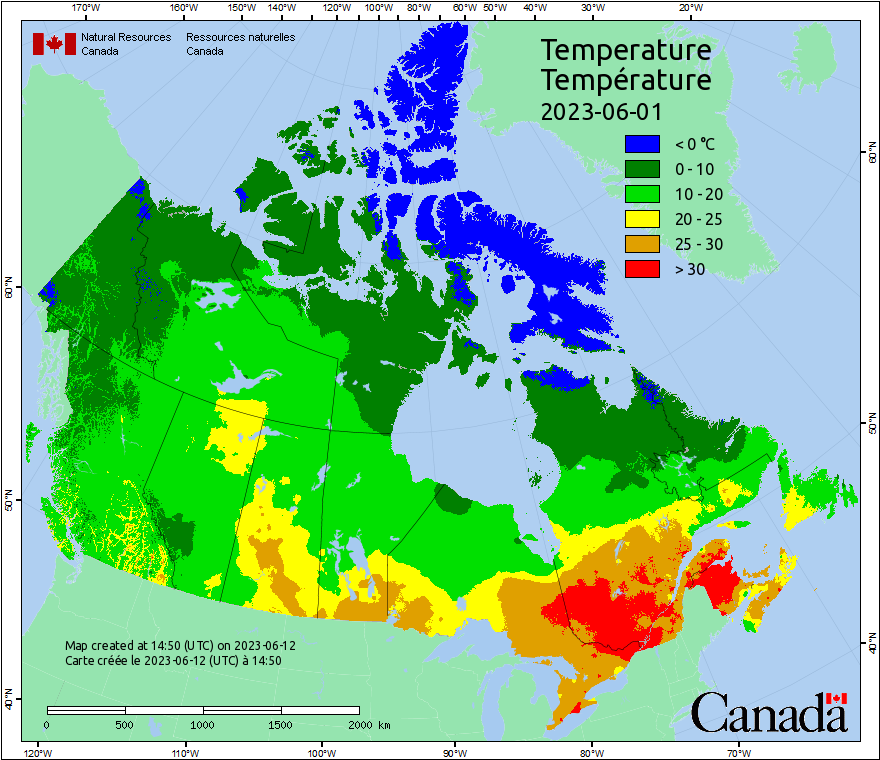 170°W 160°W 150°W 140°W 130°W 120°W 110°W 100°W 90°W 80°W 70°W 60°W 50°W 40°W 30°W 20°W
Natural Resources Ressources naturelles
Canada Canada
Temperature
Température
2023-06-01
< 0 °C
0 - 10
10 - 20
20 - 25
25 - 30
> 30
60°N
60°N
50°N
50°N
40°N
40°N
Map created at 14:50 (UTC) on 2023-06-12
Carte créée le 2023-06-12 (UTC) à 14:50
0 500 1000 1500 2000 km
Canada
120°W 110°W 100°W 90°W 80°W 70°W